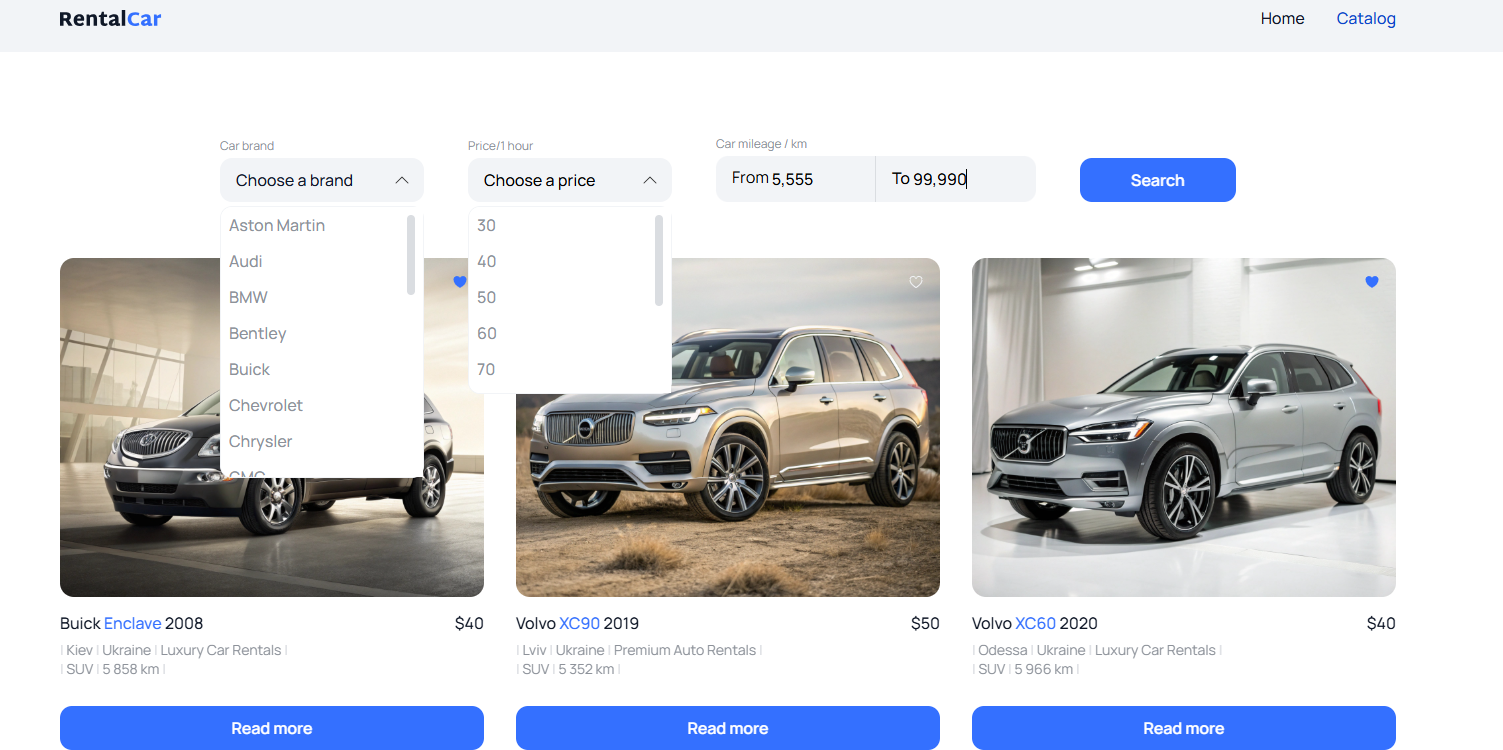 RentalCar
Home
Catalog
Car brand
Price/1 hour
Car mileage / km
Choose a brand
Choose a price
From 5,555
To 99,990
Search
Aston Martin
Audi
BMW
Bentley
Buick
Chevrolet
Chrysler
GMC
30
40
50
60
70
Buick Enclave 2008
$40
| Kiev | Ukraine | Luxury Car Rentals |
| SUV | 5 858 km |
Read more
Volvo XC90 2019
$50
| Lviv | Ukraine | Premium Auto Rentals |
| SUV | 5 352 km |
Read more
Volvo XC60 2020
$40
| Odessa | Ukraine | Luxury Car Rentals |
| SUV | 5 966 km |
Read more